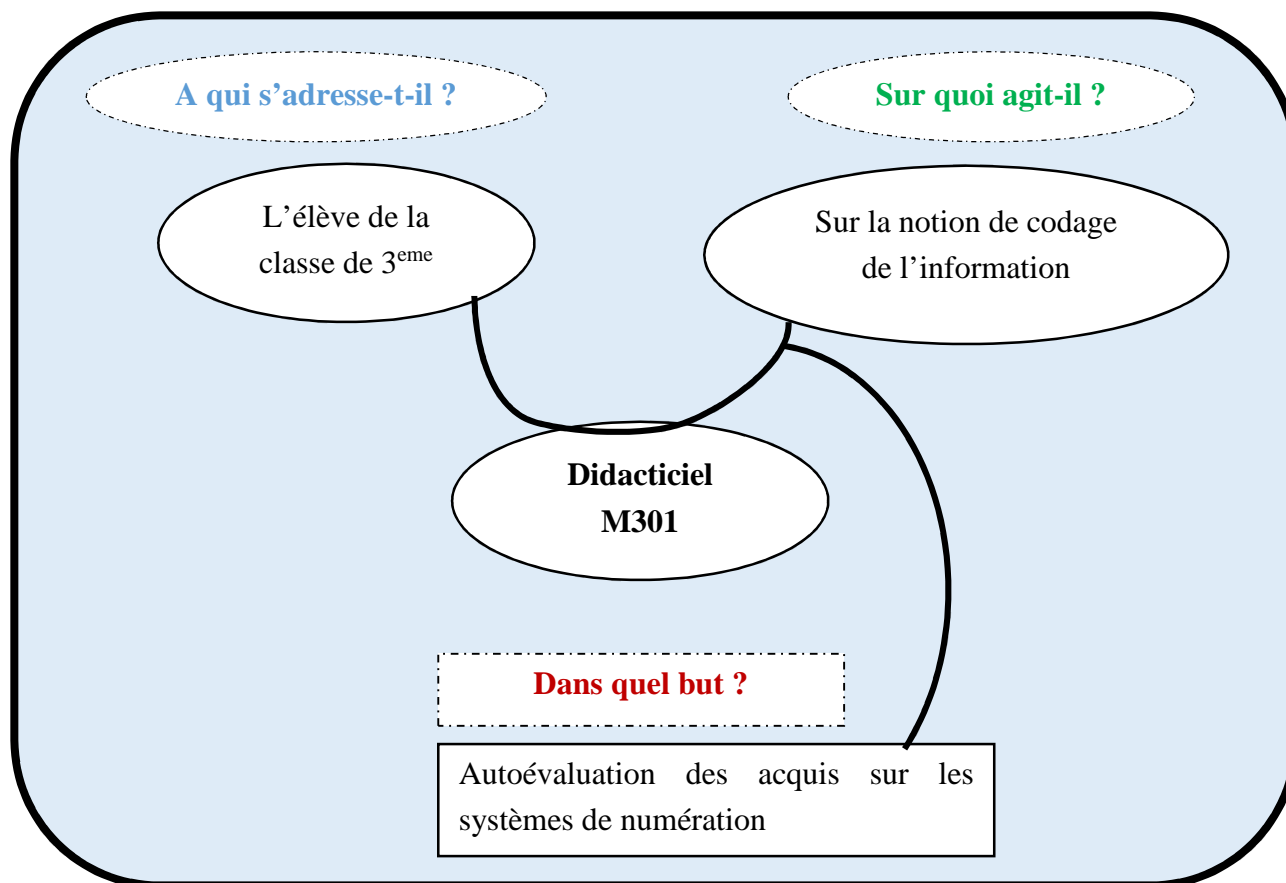 A qui s’adresse-t-il ?
Sur quoi agit-il ?
L’élève de la
classe de 3eme
Sur la notion de codage
de l’information
Didacticiel
M301
Dans quel but ?
Autoévaluation des acquis sur les
systèmes de numération